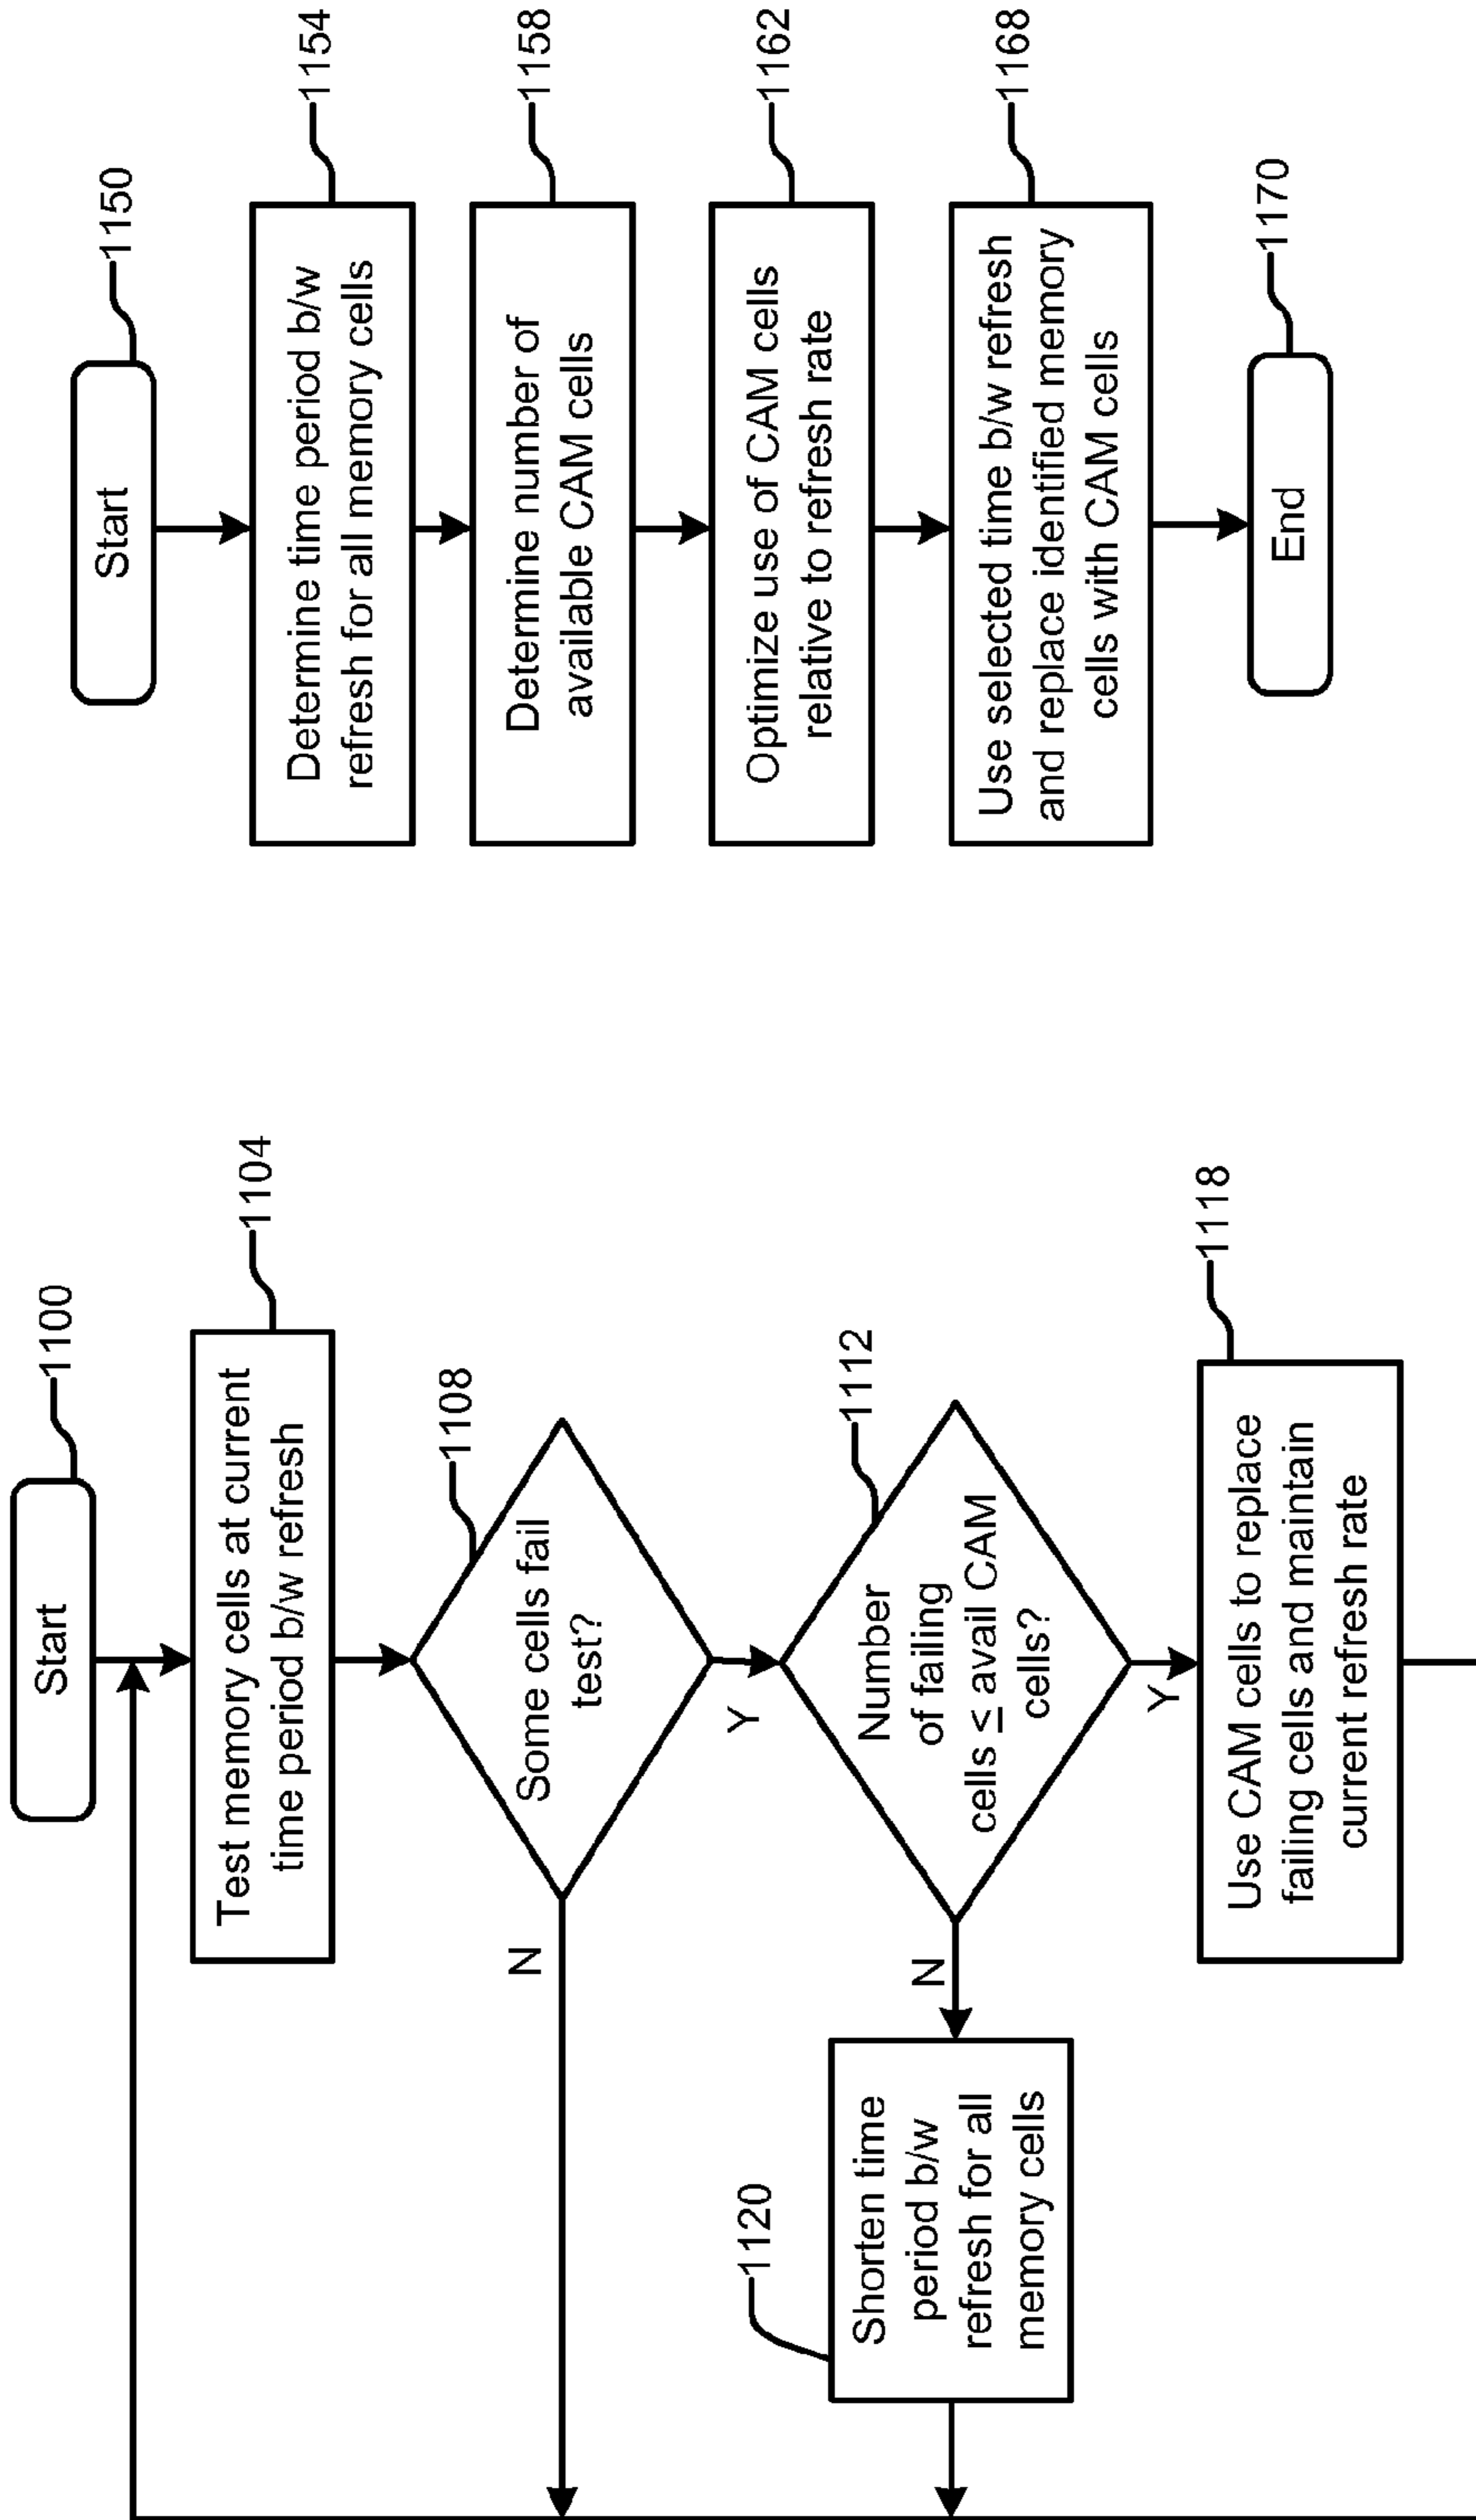 Start
1100
Test memory cells at current
time period b/w refresh
1104
Some cells fail
test?
1108
N
Y
Number
of failing
cells ≤ avail CAM
cells?
1112
N
Y
Shorten time
period b/w
refresh for all
memory cells
1120
Use CAM cells to replace
failing cells and maintain
current refresh rate
1118
Start
1150
Determine time period b/w
refresh for all memory cells
1154
Determine number of
available CAM cells
1158
Optimize use of CAM cells
relative to refresh rate
1162
Use selected time b/w refresh
and replace identified memory
cells with CAM cells
1168
End
1170